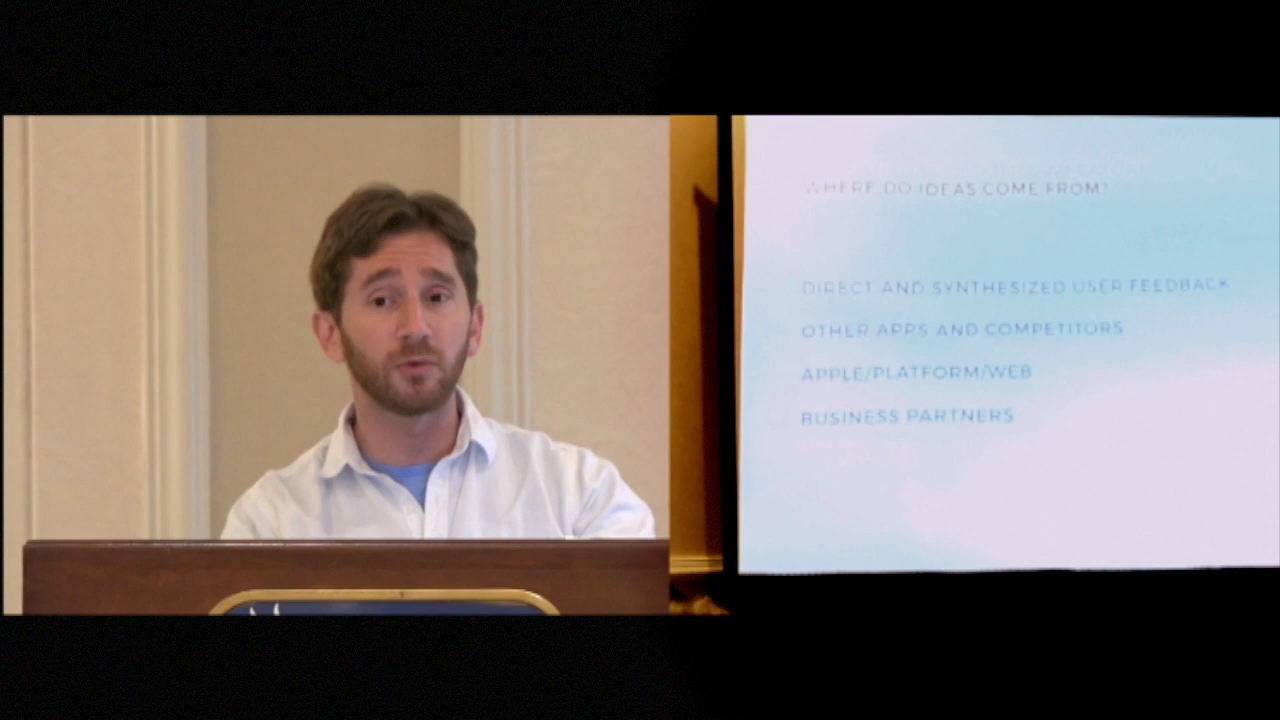 WHERE DO IDEAS COME FROM?
DIRECT AND SYNTHESIZED USER FEEDBACK
OTHER APPS AND COMPETITORS
APPLE/PLATFORM/WEB
BUSINESS PARTNERS